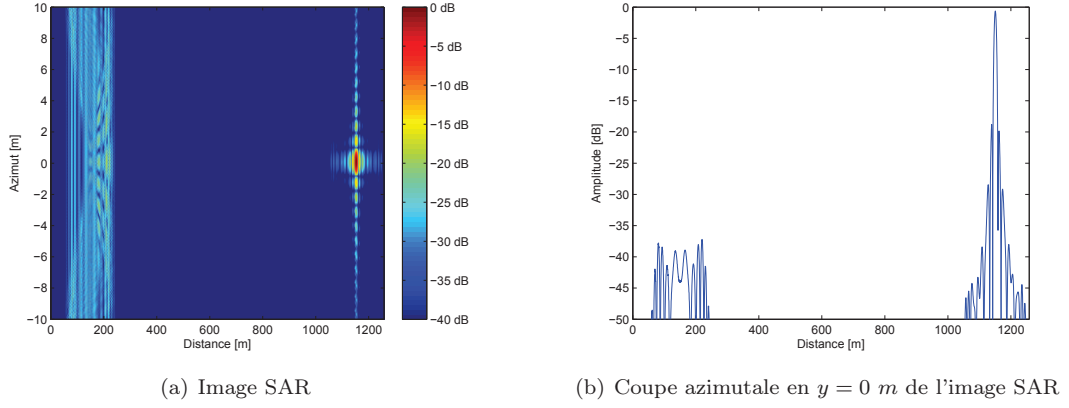 10
8
6
4
2
0
−2
−4
−6
−8
−10
Azimut [m]
0 200 400 600 800 1000 1200
Distance [m]
0 dB
−5 dB
−10 dB
−15 dB
−20 dB
−25 dB
−30 dB
−35 dB
−40 dB
(a) Image SAR
0
−5
−10
−15
−20
−25
−30
−35
−40
−45
−50
Amplitude [dB]
0 200 400 600 800 1000 1200
Distance [m]
(b) Coupe azimutale en y = 0 m de l'image SAR